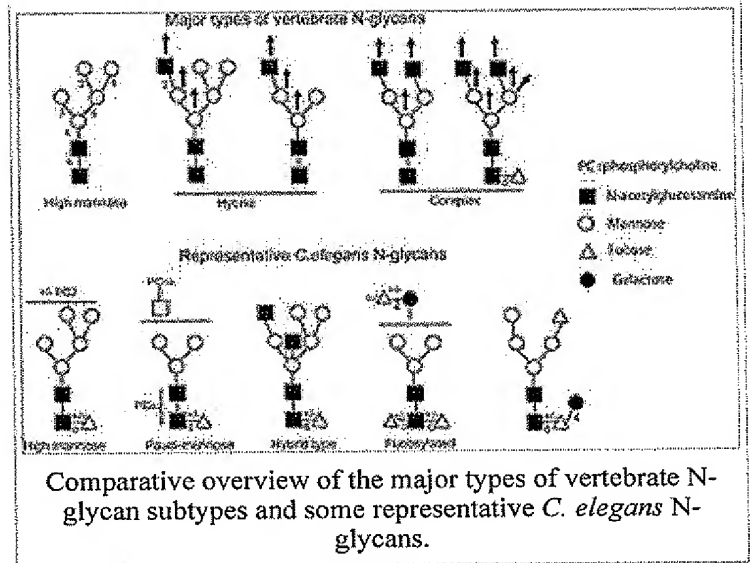 Major types of vertebrate N-glycans
High mannose
Hybrid
Complex
PC:phosphorylcholine
N-acetylglucosamine
Mannose
Fucose
Galactose
Representative C.elegans N-glycans
High mannose
Pauci-mannose
Hybrid type
Fucosylated
Comparative overview of the major types of vertebrate N-
glycan subtypes and some representative C. elegans N-
glycans.